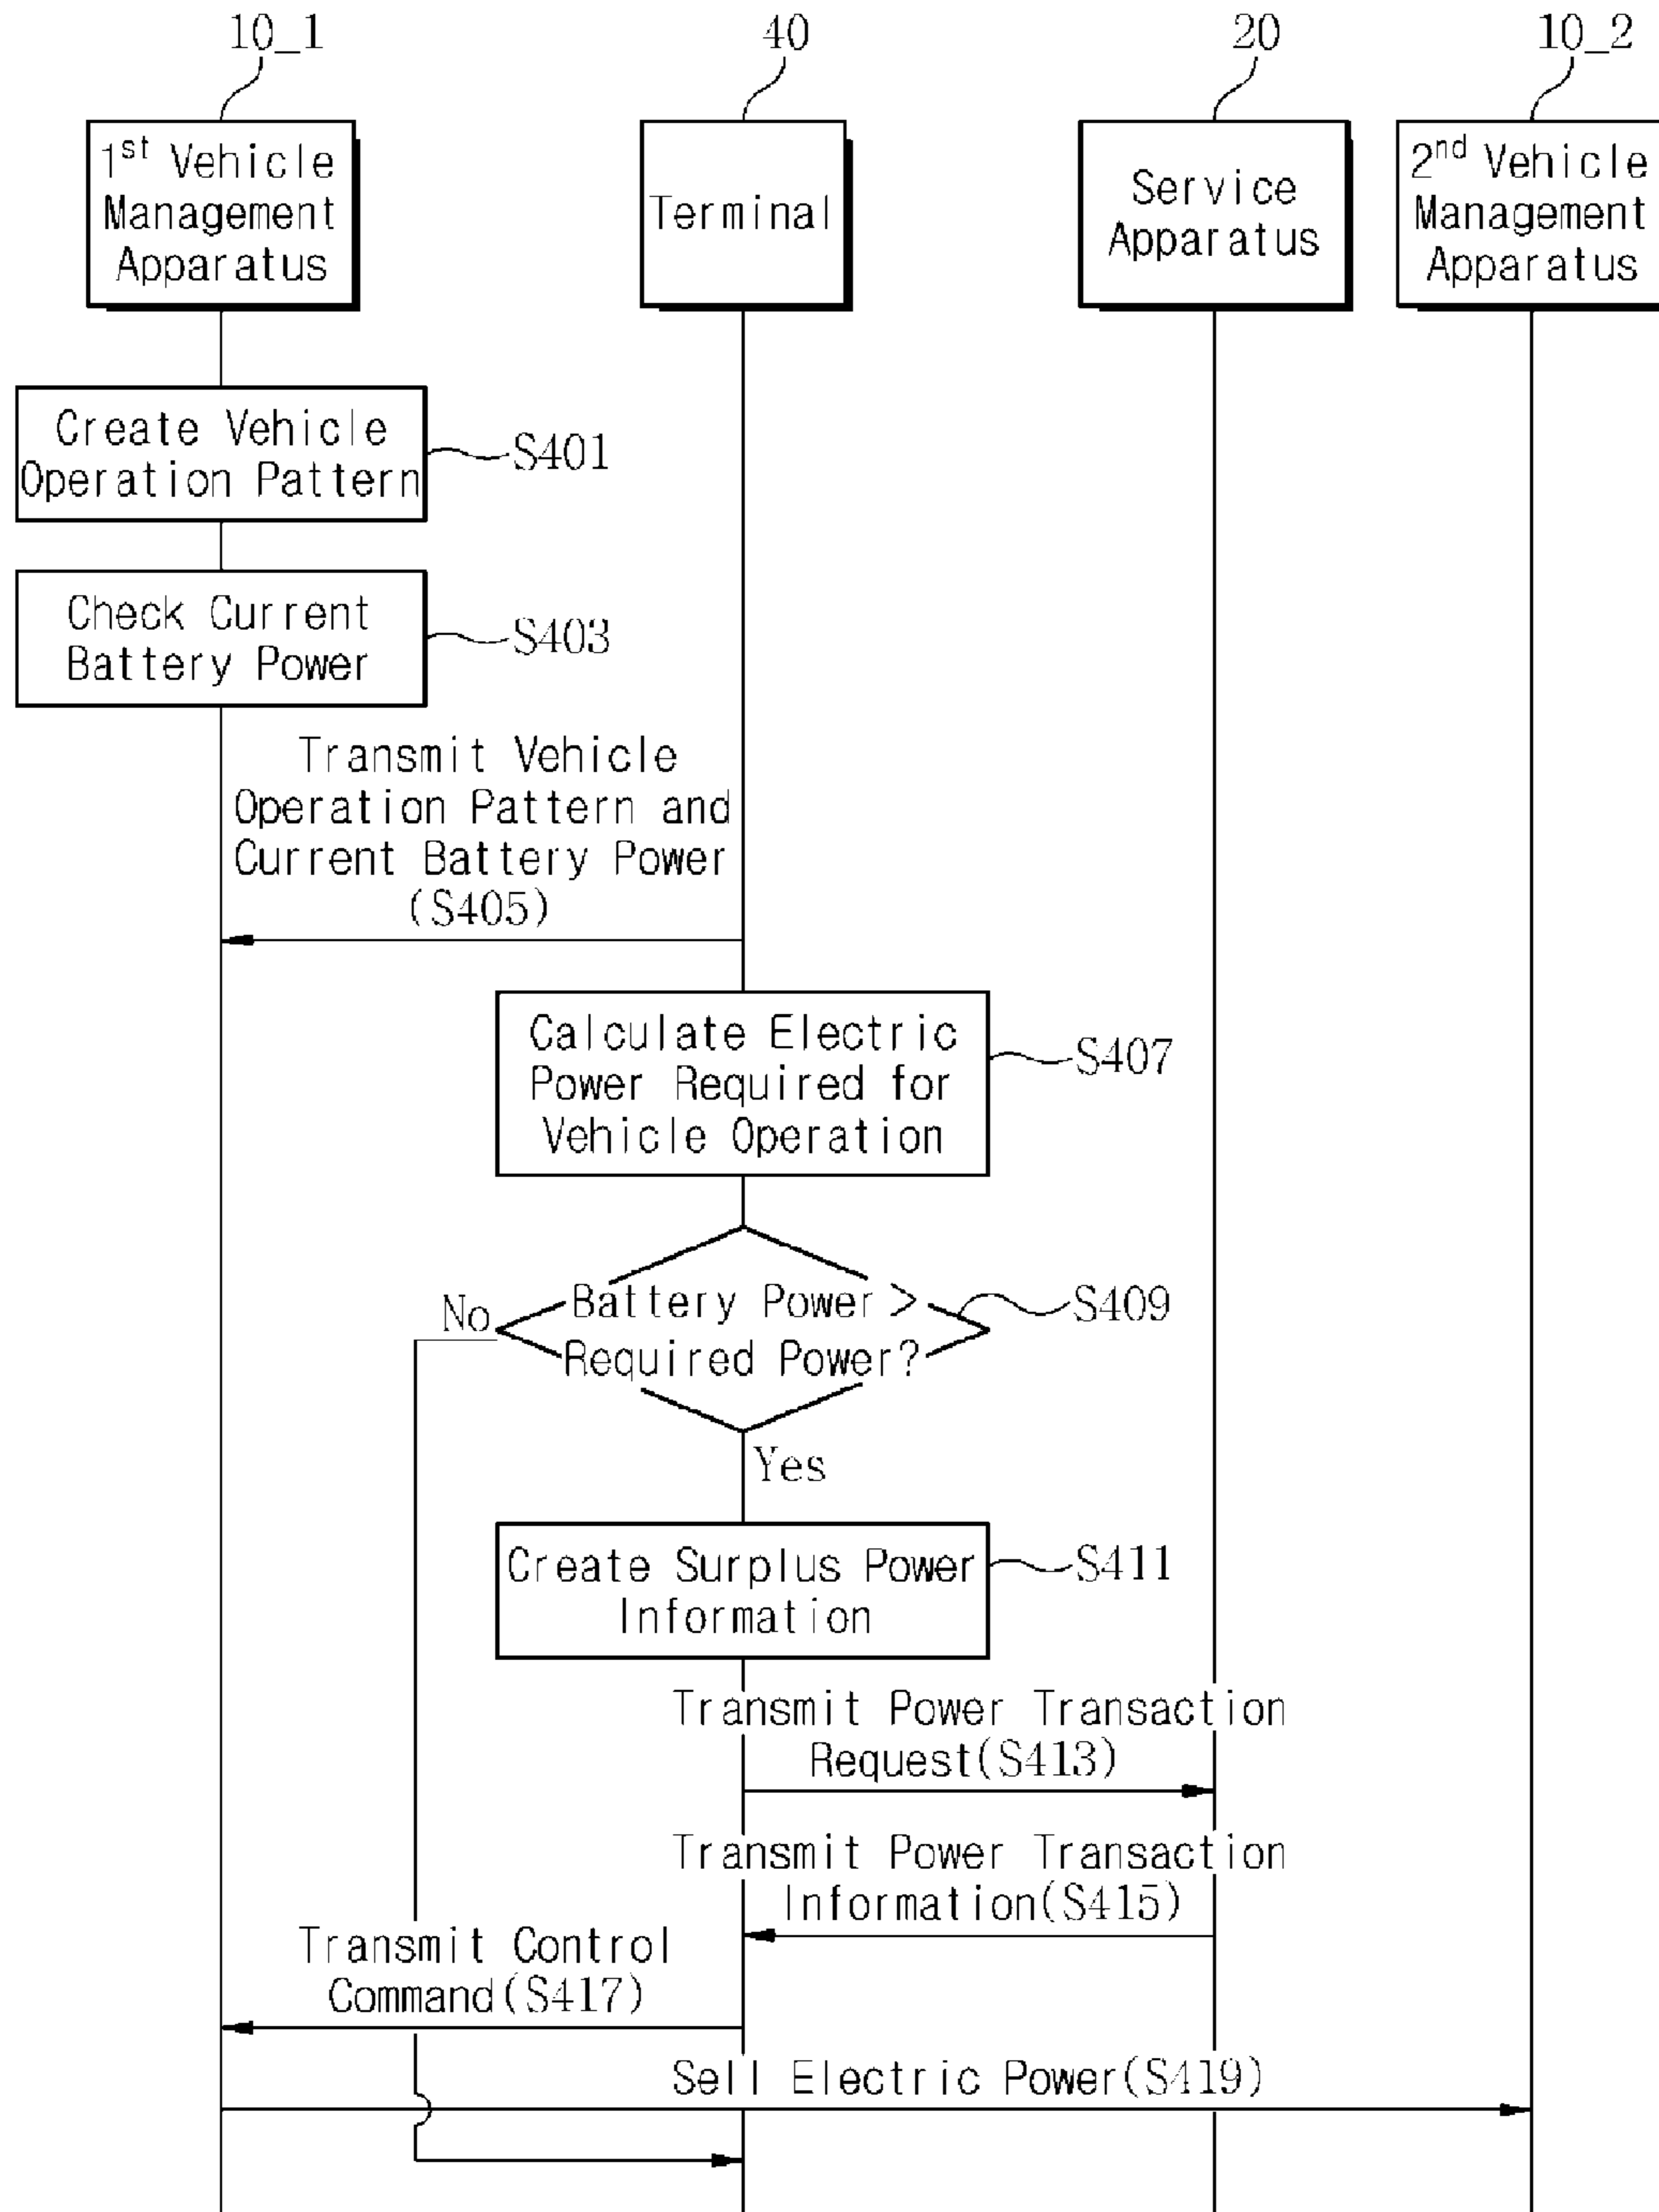 10_1
40
20
10_2
1st Vehicle
Management
Apparatus
Terminal
Service
Apparatus
2nd Vehicle
Management
Apparatus
Create Vehicle
Operation Pattern
S401
Check Current
Battery Power
S403
Transmit Vehicle
Operation Pattern and
Current Battery Power
(S405)
Calculate Electric
Power Required for
Vehicle Operation
S407
Battery Power >
Required Power?
S409
No
Yes
Create Surplus Power
Information
S411
Transmit Power Transaction
Request(S413)
Transmit Power Transaction
Information(S415)
Transmit Control
Command(S417)
Sell Electric Power(S419)